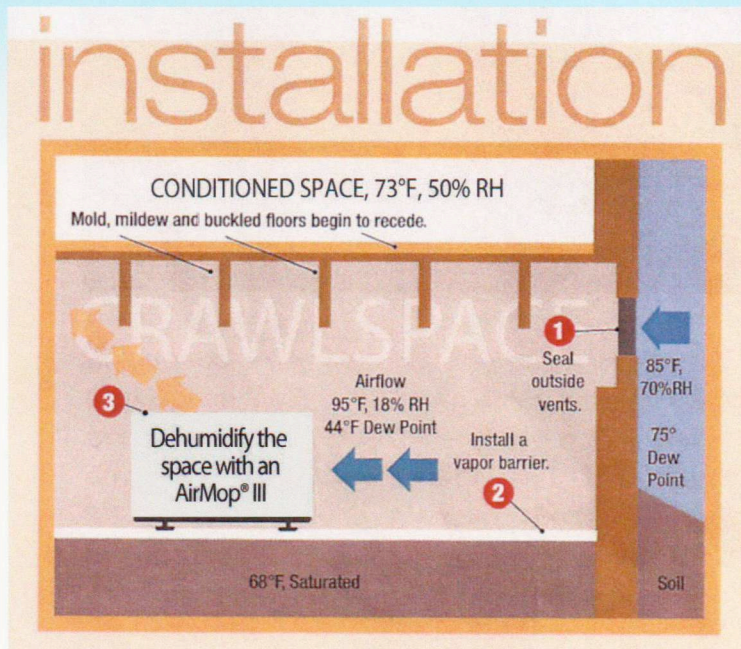 installation
CONDITIONED SPACE, 73°F, 50% RH
Mold, mildew and buckled floors begin to recede.
CRAWLSPACE
1
Seal
outside
vents.
85°F,
70%RH
75°
Dew
Point
3
Dehumidify the
space with an
AirMop® III
Airflow
95°F, 18% RH
44°F Dew Point
Install a
vapor barrier.
2
68°F, Saturated
Soil